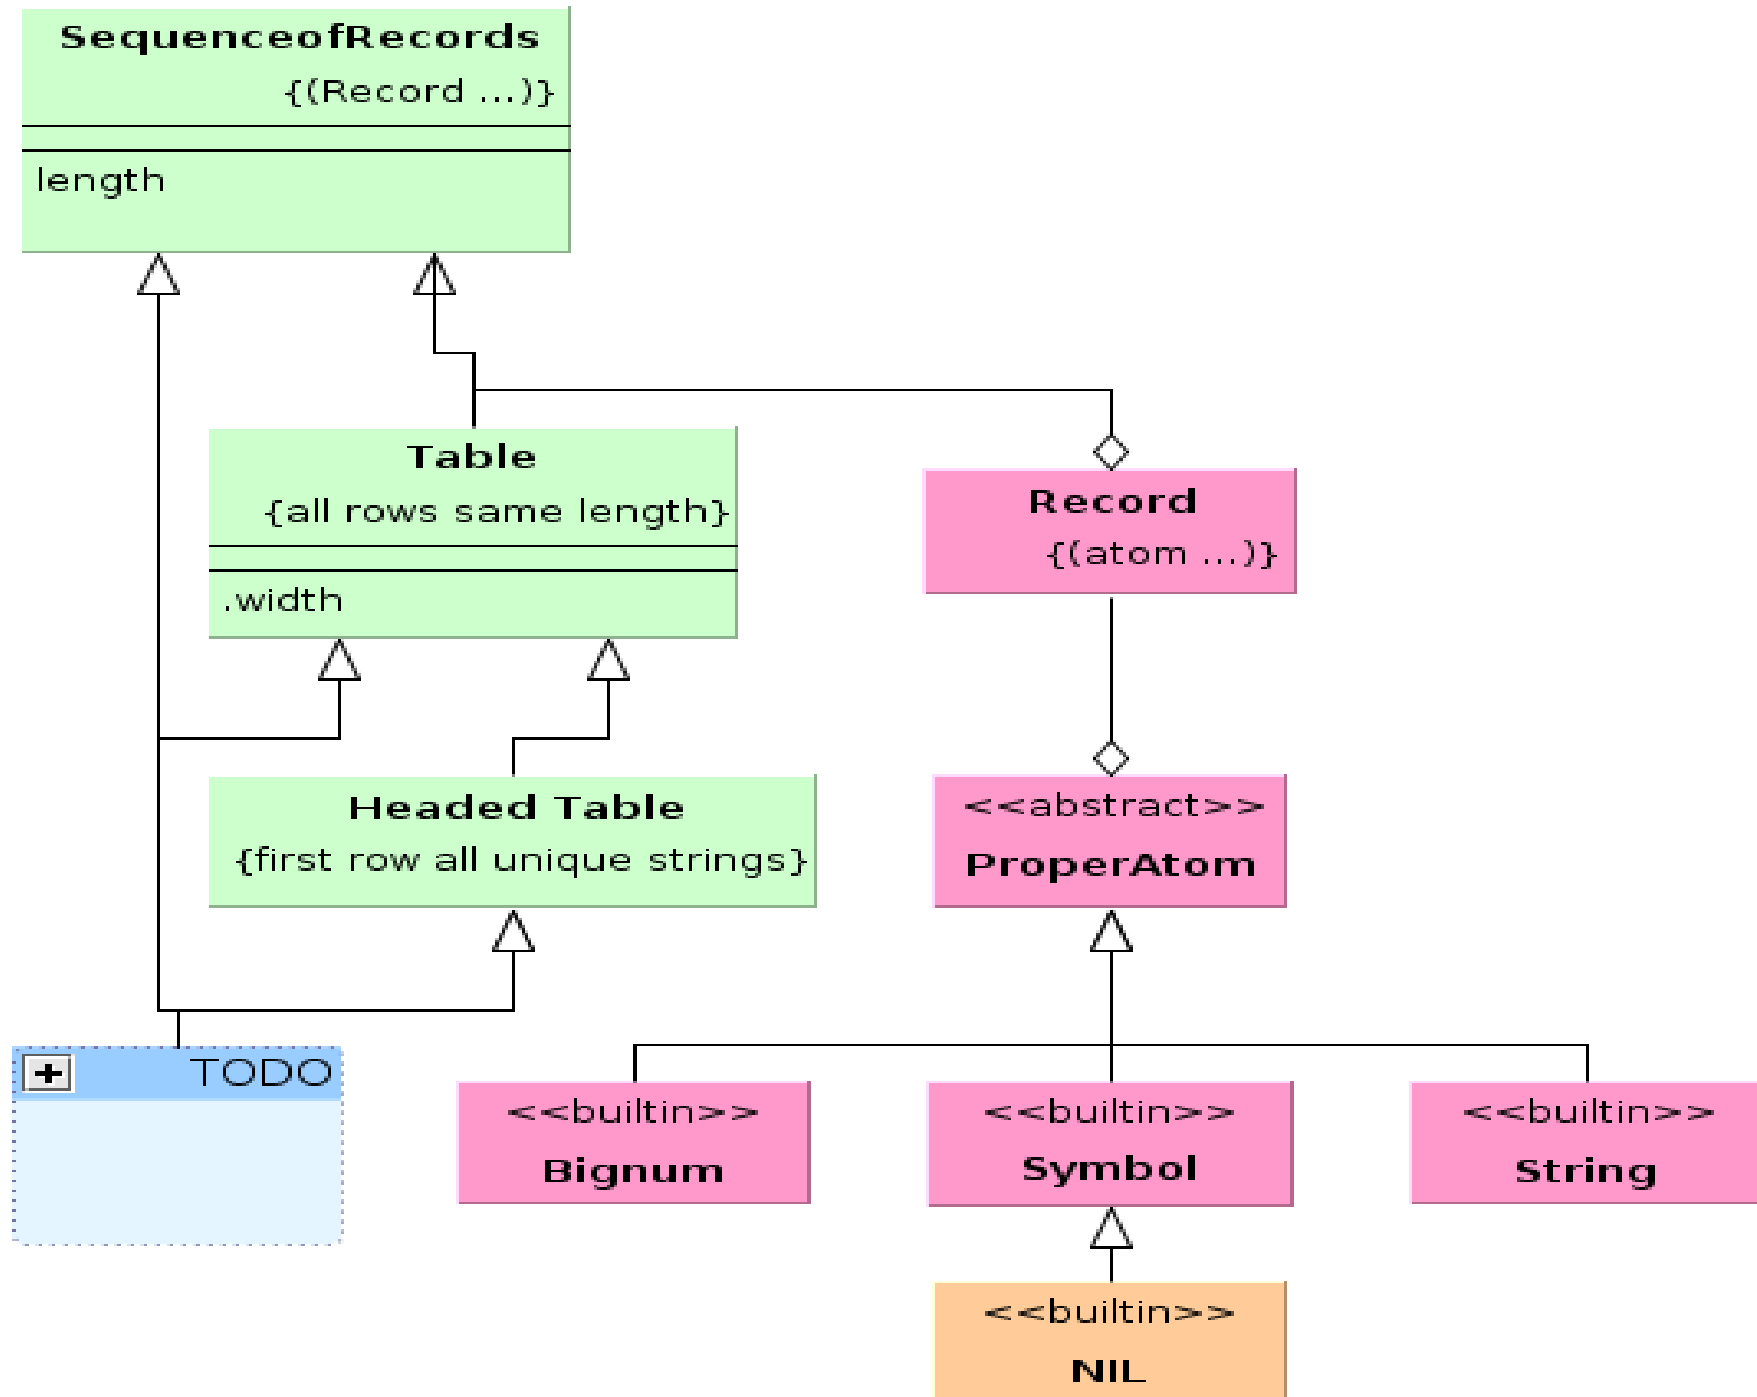 SequenceofRecords
{(Record ...)}
length
Table
{all rows same length}
.width
Record
{(atom ...)}
Headed Table
{first row all unique strings}
<<abstract>>
ProperAtom
TODO
<<builtin>>
Bignum
<<builtin>>
Symbol
<<builtin>>
String
<<builtin>>
NIL